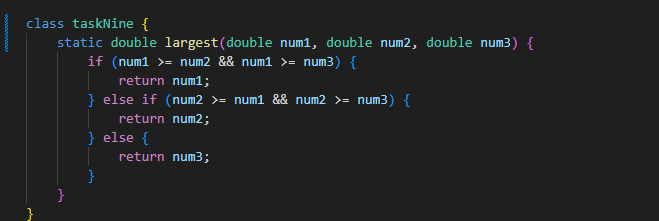 class taskNine {
    static double largest(double num1, double num2, double num3) {
        if (num1 >= num2 && num1 >= num3) {
            return num1;
        } else if (num2 >= num1 && num2 >= num3) {
            return num2;
        } else {
            return num3;
        }
    }
}